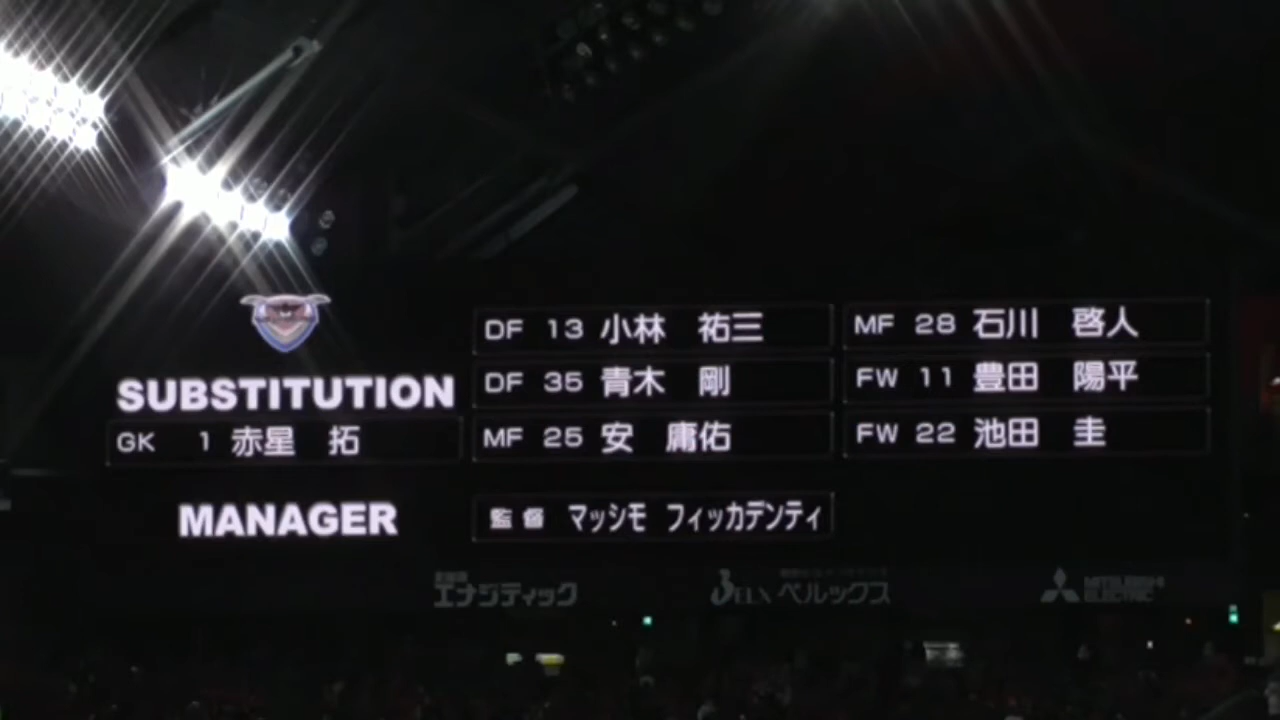 SUBSTITUTION
GK 1 赤星 拓
DF 13 小林 祐三
DF 35 青木 剛
MF 25 安 庸佑
MF 28 石川 啓人
FW 11 豊田 陽平
FW 22 池田 圭
MANAGER
監督 マッシモ フィッカデンティ
エナジティック
ベルックス
MITSUBISHI
ELECTRIC